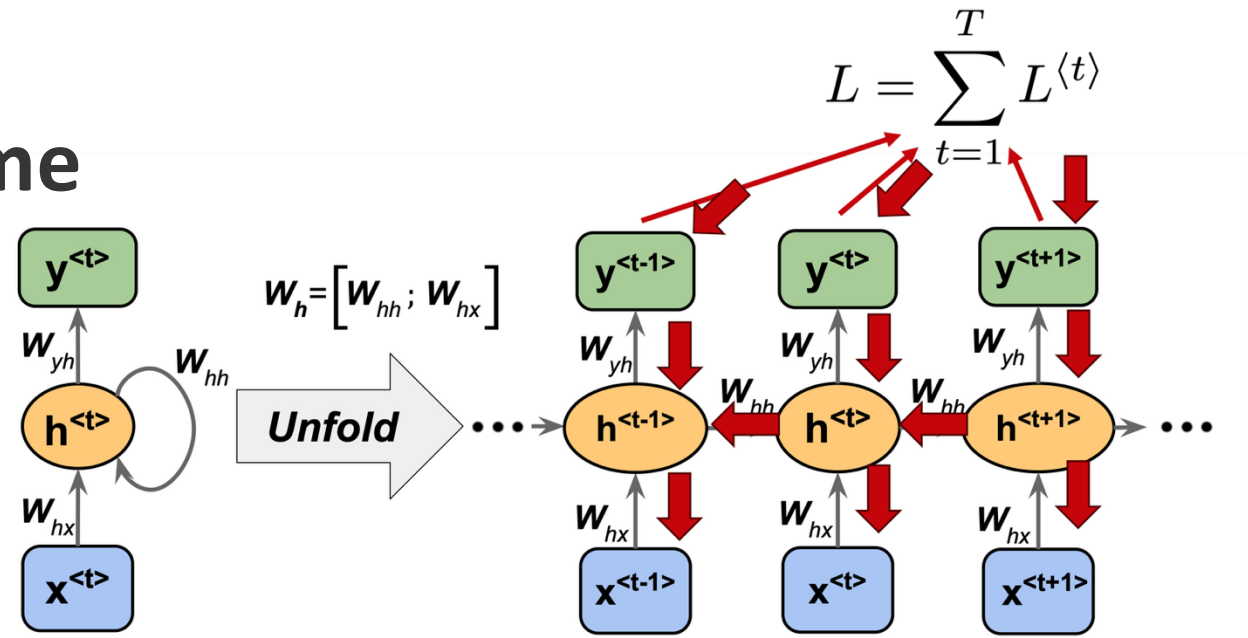 T
L = ∑ L⟨t⟩
t=1
me
y<t>
W_h=[W_hh ; W_hx]
y<t-1>
y<t>
y<t+1>
W_yh
W_hh
W_yh
W_yh
W_yh
h<t>
Unfold
•••
h<t-1>
W_hh
h<t>
W_hh
h<t+1>
•••
W_hx
W_hx
W_hx
W_hx
x<t>
x<t-1>
x<t>
x<t+1>